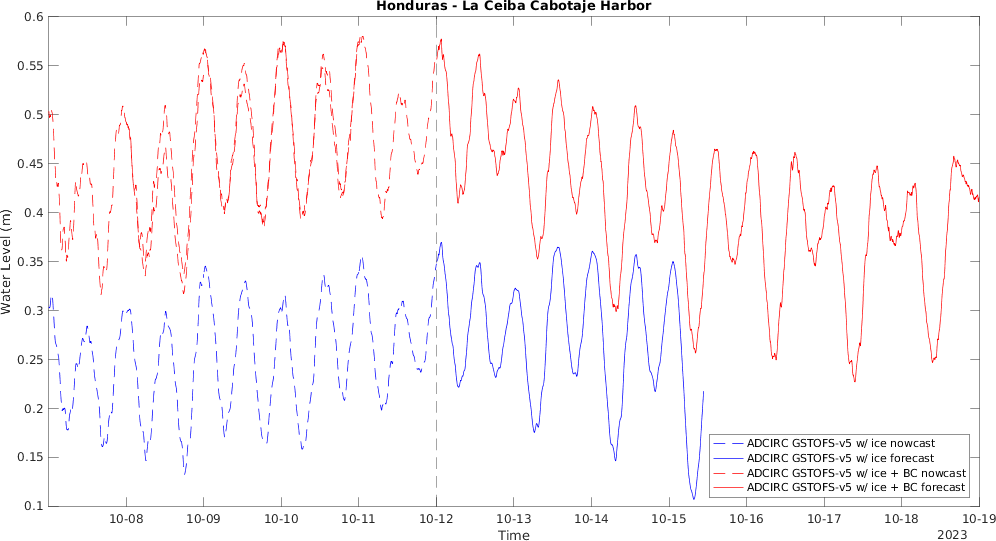 Honduras - La Ceiba Cabotaje Harbor
0.6
0.55
0.5
0.45
0.4
0.35
0.3
0.25
0.2
0.15
0.1
Water Level (m)
ADCIRC GSTOFS-v5 w/ ice nowcast
ADCIRC GSTOFS-v5 w/ ice forecast
ADCIRC GSTOFS-v5 w/ ice + BC nowcast
ADCIRC GSTOFS-v5 w/ ice + BC forecast
10-08 10-09 10-10 10-11 10-12 10-13 10-14 10-15 10-16 10-17 10-18 10-19
Time
2023